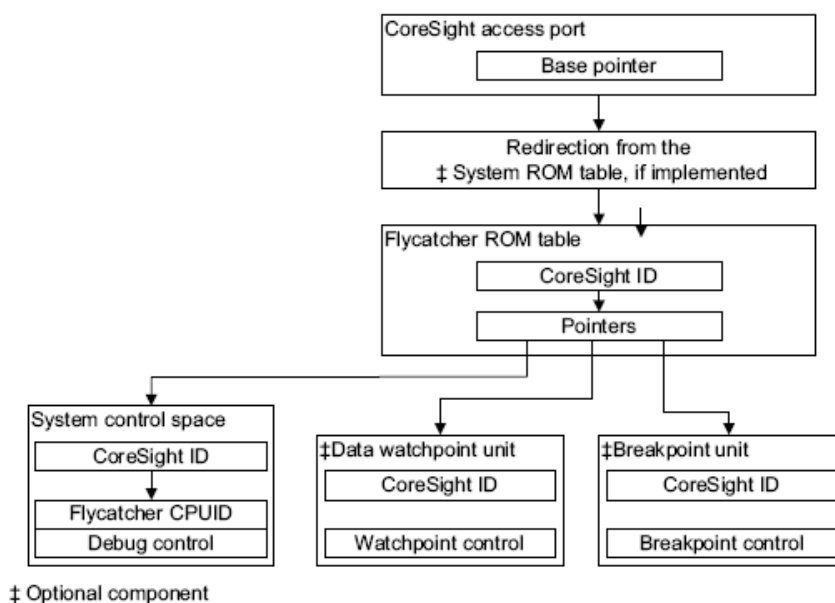 CoreSight access port
Base pointer
Redirection from the
‡ System ROM table, if implemented
Flycatcher ROM table
CoreSight ID
Pointers
System control space
CoreSight ID
Flycatcher CPUID
Debug control
‡Data watchpoint unit
CoreSight ID
Watchpoint control
‡Breakpoint unit
CoreSight ID
Breakpoint control
‡ Optional component